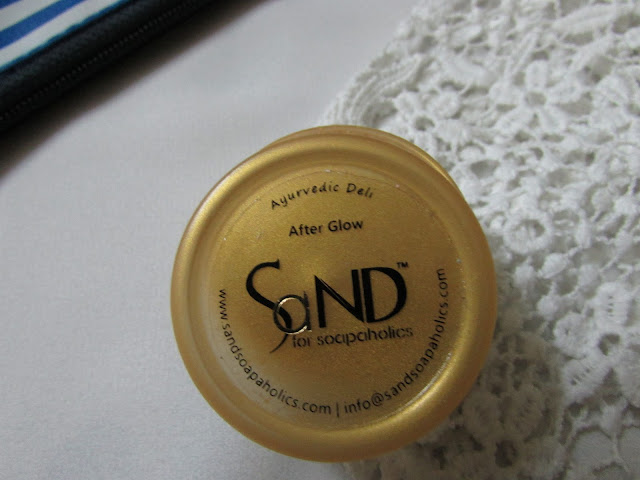 Ayurvedic Deli
After Glow
SaND™
for soapaholics
www.sandsoapaholics.com | info@sandsoapaholics.com